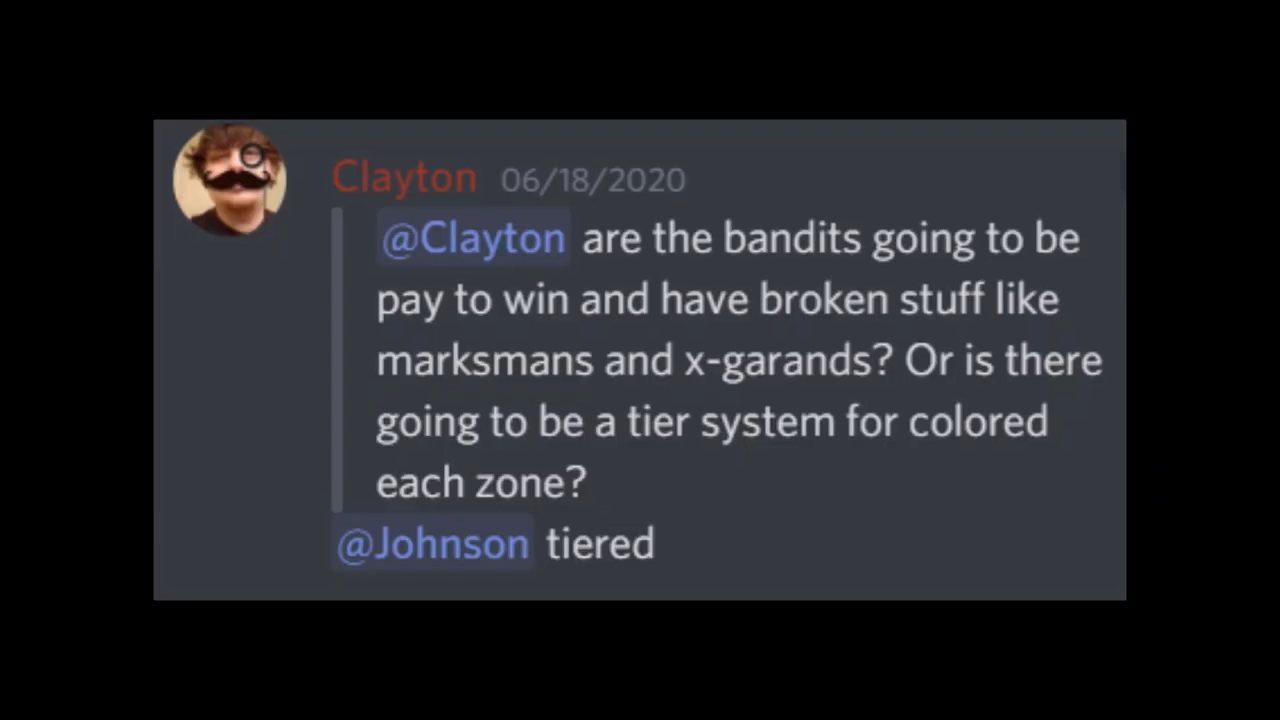 Clayton 06/18/2020
@Clayton are the bandits going to be
pay to win and have broken stuff like
marksmans and x-garands? Or is there
going to be a tier system for colored
each zone?
@Johnson tiered